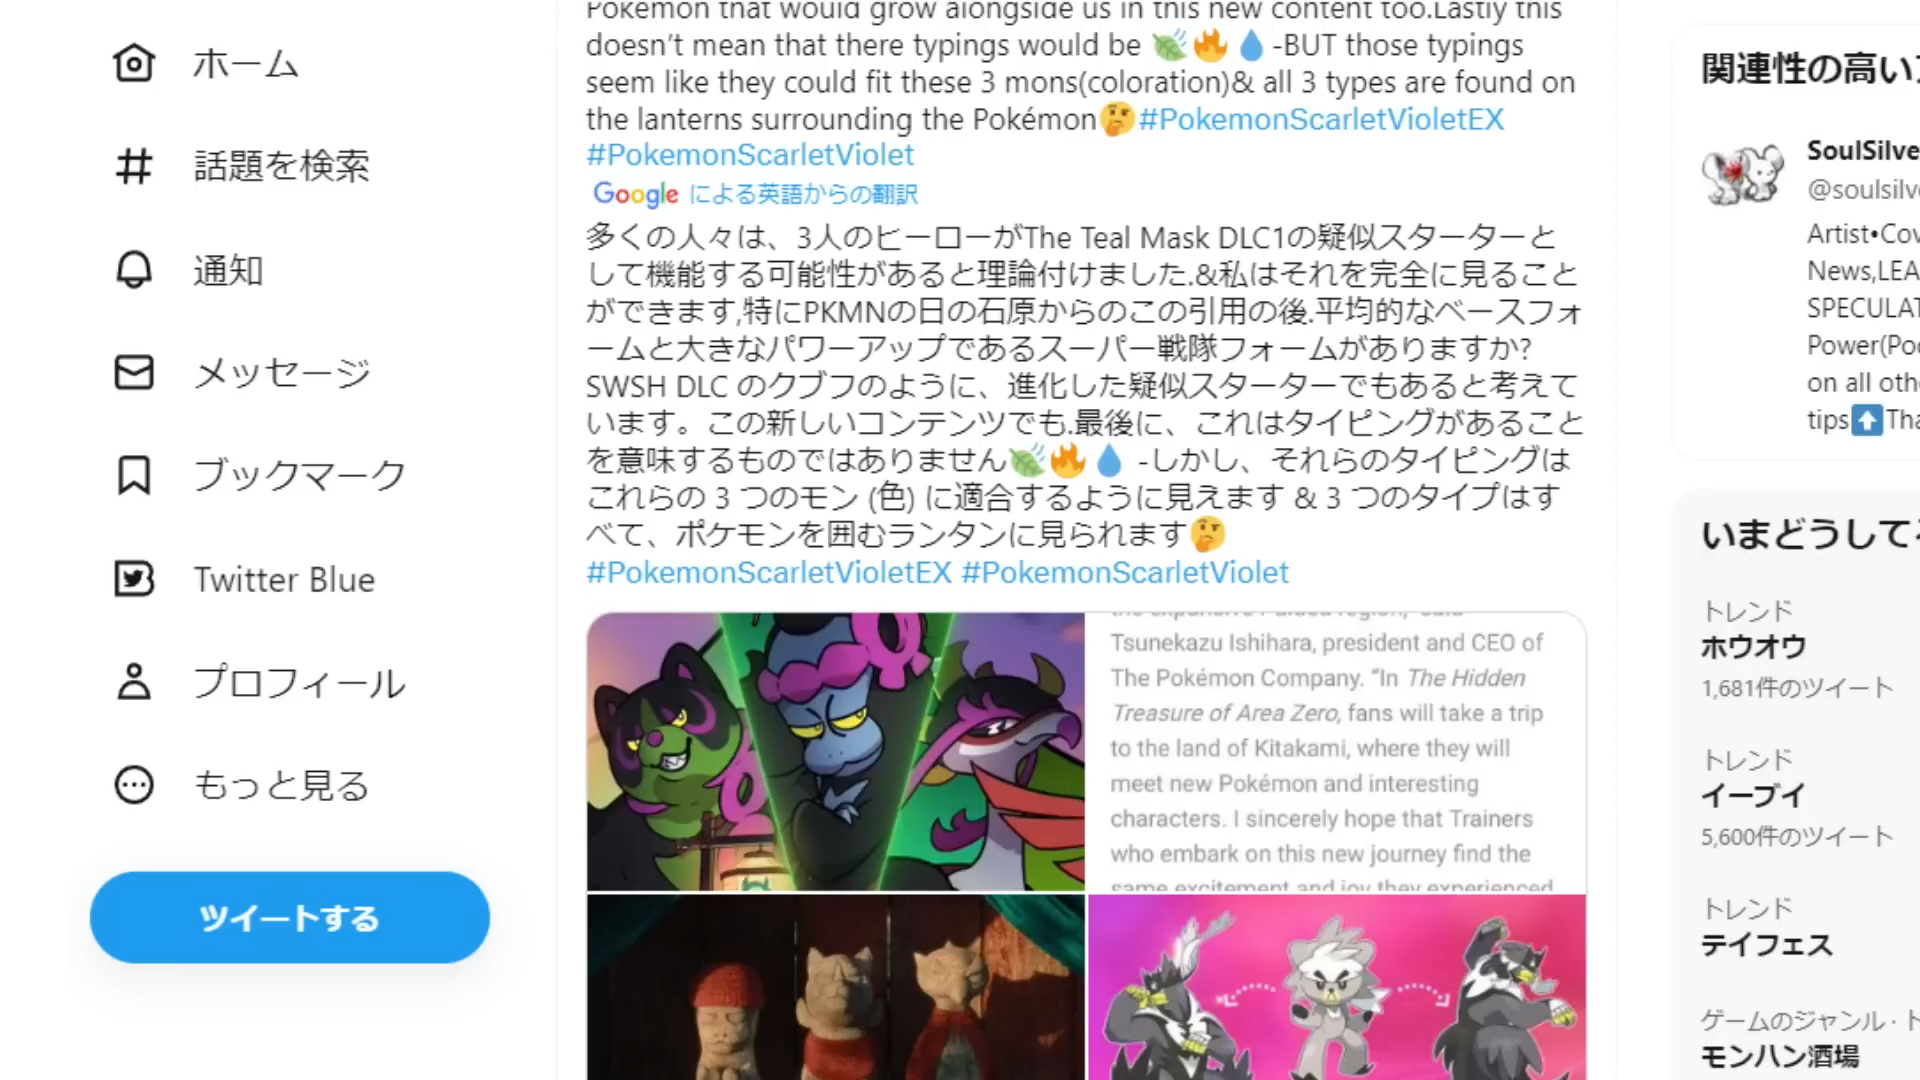 ホーム
話題を検索
通知
メッセージ
ブックマーク
Twitter Blue
プロフィール
もっと見る
ツイートする
Pokémon that would grow alongside us in this new content too.Lastly this
doesn’t mean that there typings would be 🍃🔥💧 -BUT those typings
seem like they could fit these 3 mons(coloration)& all 3 types are found on
the lanterns surrounding the Pokémon🤔#PokemonScarletVioletEX
#PokemonScarletViolet
Google による英語からの翻訳
多くの人々は、3人のヒーローがThe Teal Mask DLC1の疑似スターターと
して機能する可能性があると理論付けました.&私はそれを完全に見ること
ができます,特にPKMNの日の石原からのこの引用の後.平均的なベースフォ
ームと大きなパワーアップであるスーパー戦隊フォームがありますか?
SWSH DLC のクブフのように、進化した疑似スターターでもあると考えて
います。この新しいコンテンツでも.最後に、これはタイピングがあること
を意味するものではありません🍃🔥💧 -しかし、それらのタイピングは
これらの 3 つのモン (色) に適合するように見えます & 3 つのタイプはす
べて、ポケモンを囲むランタンに見られます🤔
#PokemonScarletVioletEX #PokemonScarletViolet
Tsunekazu Ishihara, president and CEO of
The Pokémon Company. “In The Hidden
Treasure of Area Zero, fans will take a trip
to the land of Kitakami, where they will
meet new Pokémon and interesting
characters. I sincerely hope that Trainers
who embark on this new journey find the
same excitement and joy they experienced
関連性の高い
SoulSilve
@soulsilve
Artist•Cov
News,LEA
SPECULAT
Power(Poc
on all oth
tips⬆Tha
いまどうして
トレンド
ホウオウ
1,681件のツイート
トレンド
イーブイ
5,600件のツイート
トレンド
テイフェス
ゲームのジャンル · ト
モンハン酒場